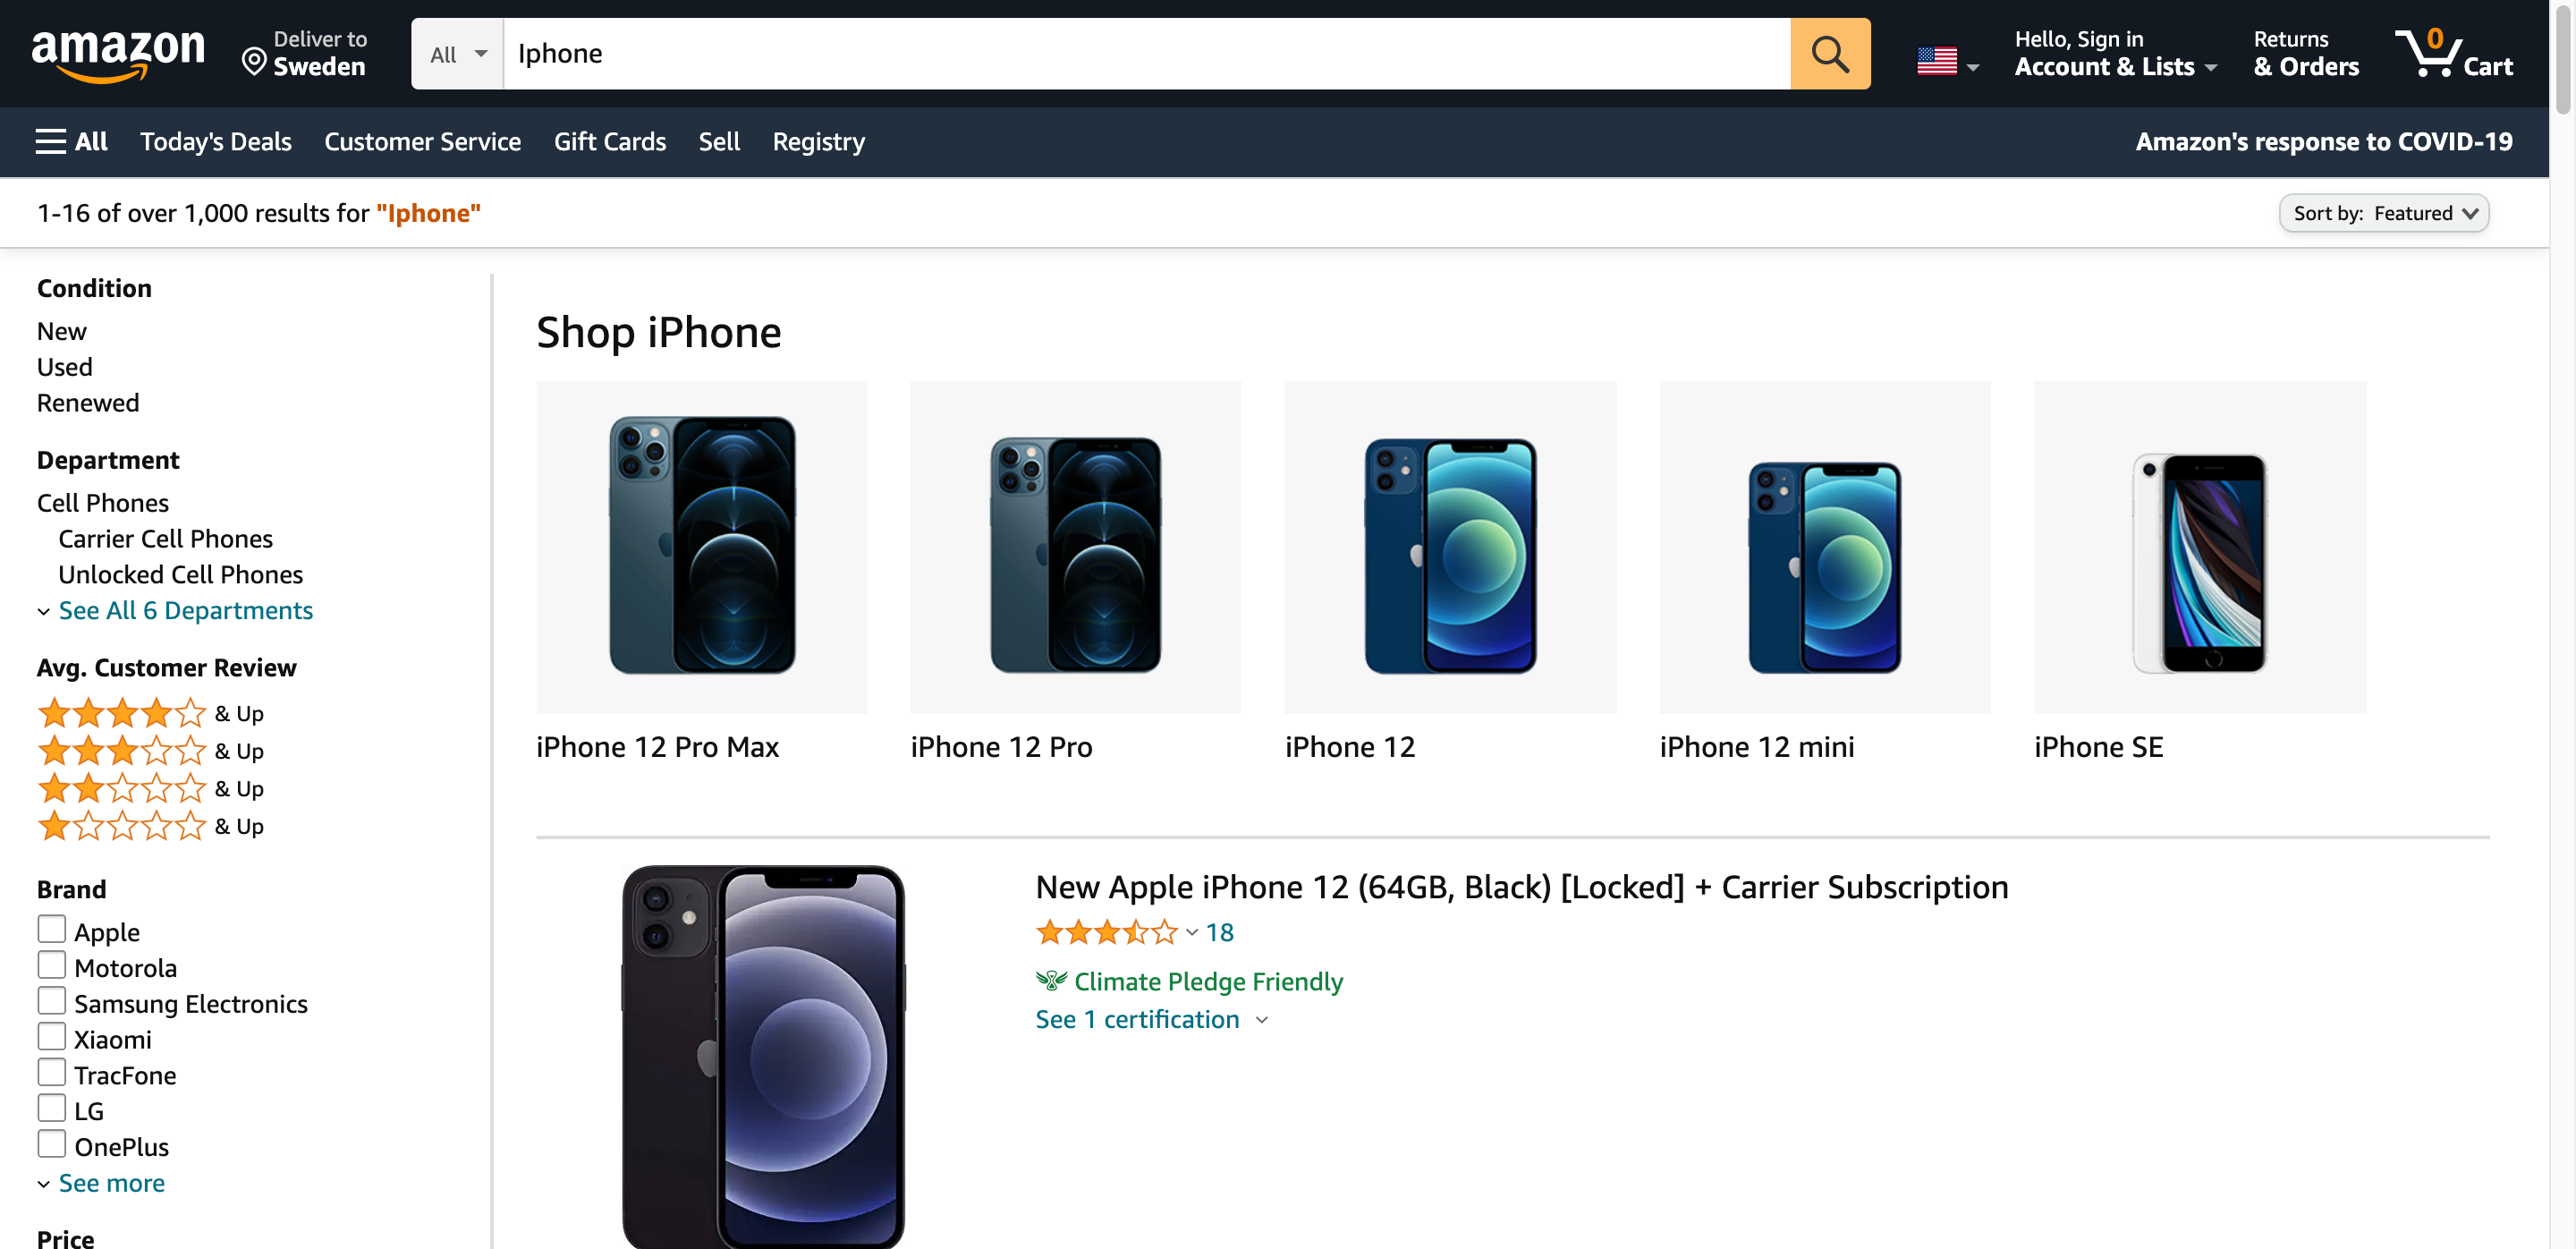 amazon
Deliver to
Sweden
All
Iphone
Hello, Sign in
Account & Lists
Returns
& Orders
0
Cart
All
Today's Deals
Customer Service
Gift Cards
Sell
Registry
Amazon's response to COVID-19
1-16 of over 1,000 results for "Iphone"
Sort by: Featured
Condition
New
Used
Renewed
Department
Cell Phones
Carrier Cell Phones
Unlocked Cell Phones
See All 6 Departments
Avg. Customer Review
& Up
& Up
& Up
& Up
Brand
Apple
Motorola
Samsung Electronics
Xiaomi
TracFone
LG
OnePlus
See more
Price
Shop iPhone
iPhone 12 Pro Max
iPhone 12 Pro
iPhone 12
iPhone 12 mini
iPhone SE
New Apple iPhone 12 (64GB, Black) [Locked] + Carrier Subscription
18
Climate Pledge Friendly
See 1 certification